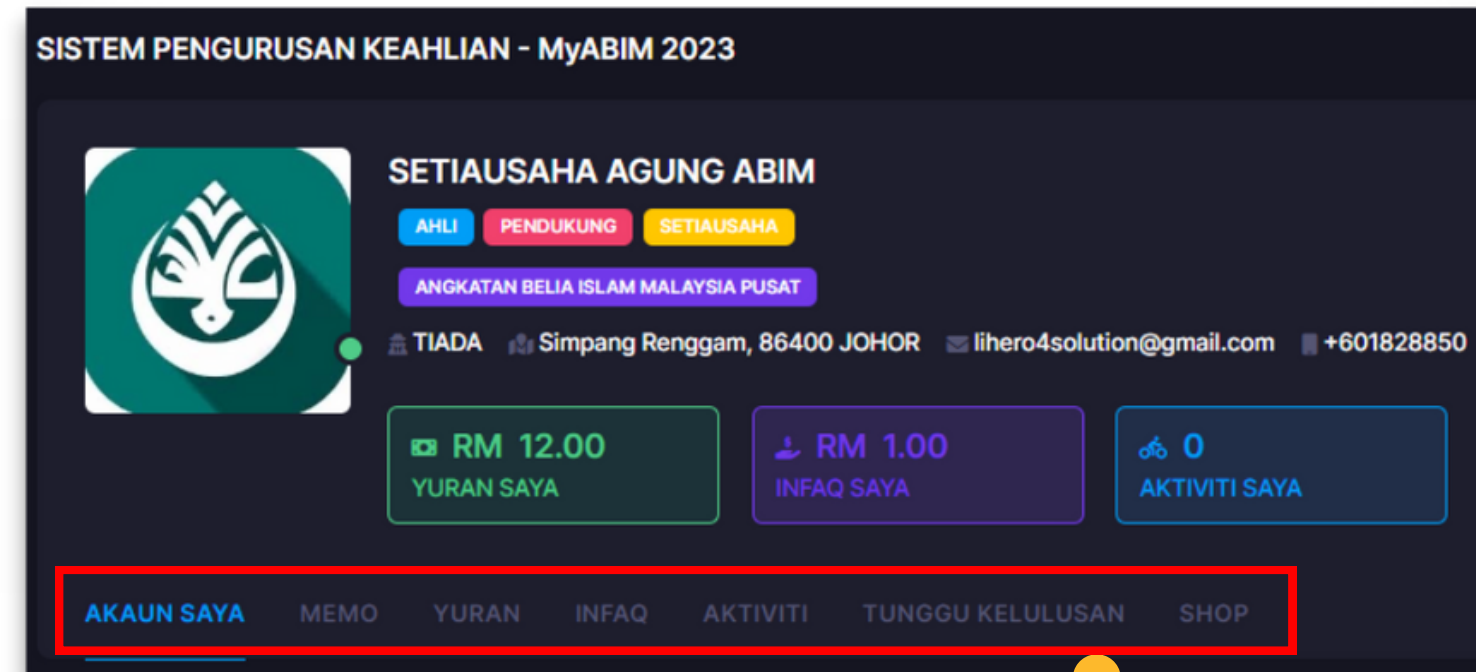 SISTEM PENGURUSAN KEAHLIAN - MyABIM 2023
SETIAUSAHA AGUNG ABIM
AHLI PENDUKUNG SETIAUSAHA
ANGKATAN BELIA ISLAM MALAYSIA PUSAT
TIADA Simpang Renggam, 86400 JOHOR lihero4solution@gmail.com +601828850
RM 12.00 RM 1.00 0
YURAN SAYA INFAQ SAYA AKTIVITI SAYA
AKAUN SAYA MEMO YURAN INFAQ AKTIVITI TUNGGU KELULUSAN SHOP